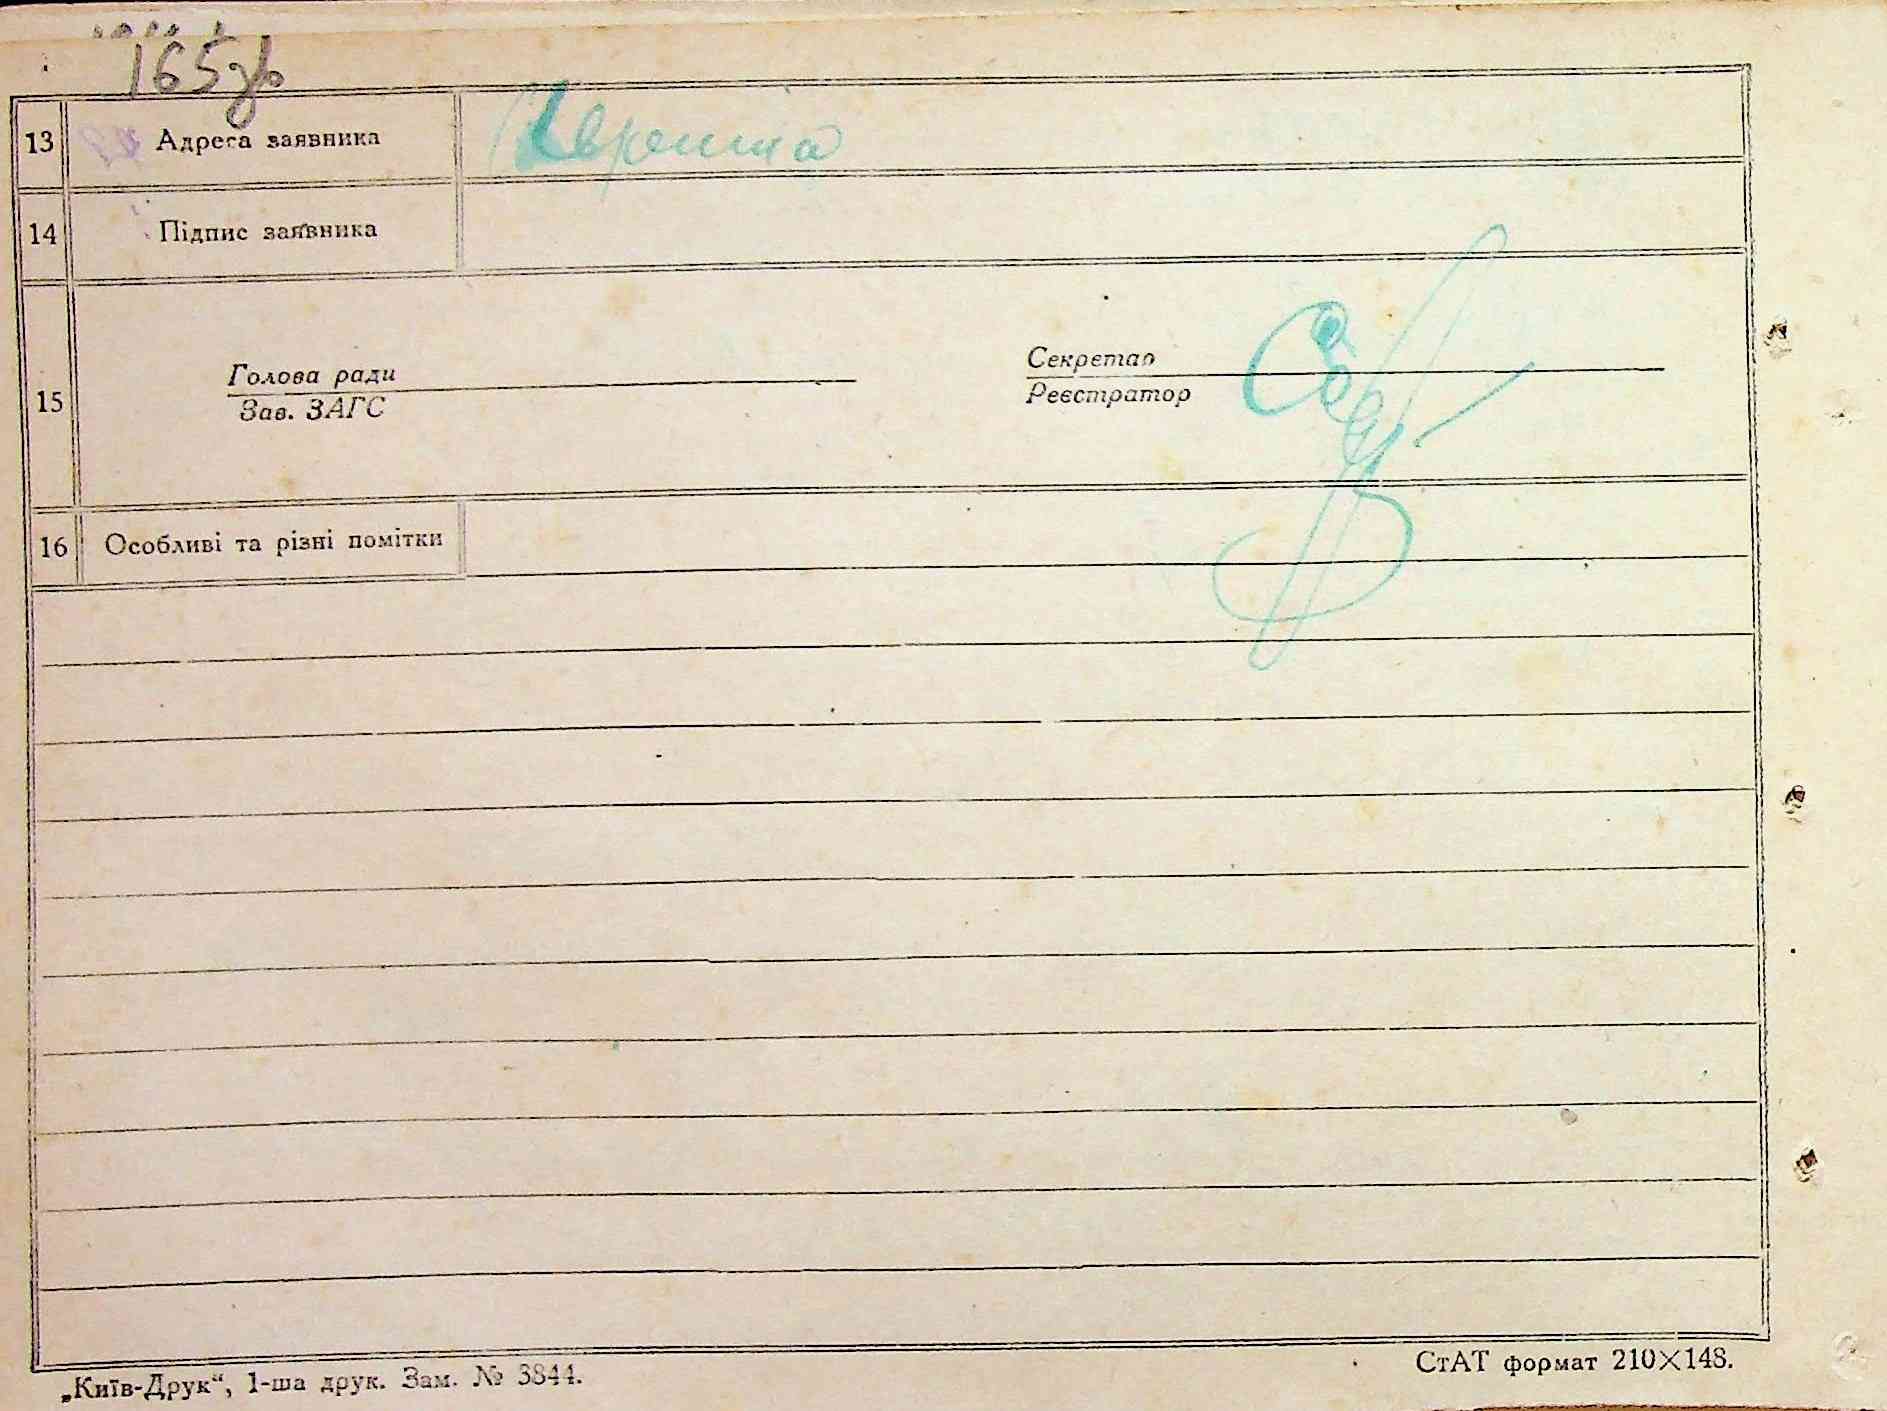 165зв
13 Адреса заявника
14 Підпис заявника
Голова ради Секретар
15 Зав. ЗАГС Реєстратор
16 Особливі та різні помітки
„Київ-Друк“, 1-ша друк. Зам. № 3844. СтАТ формат 210×148.